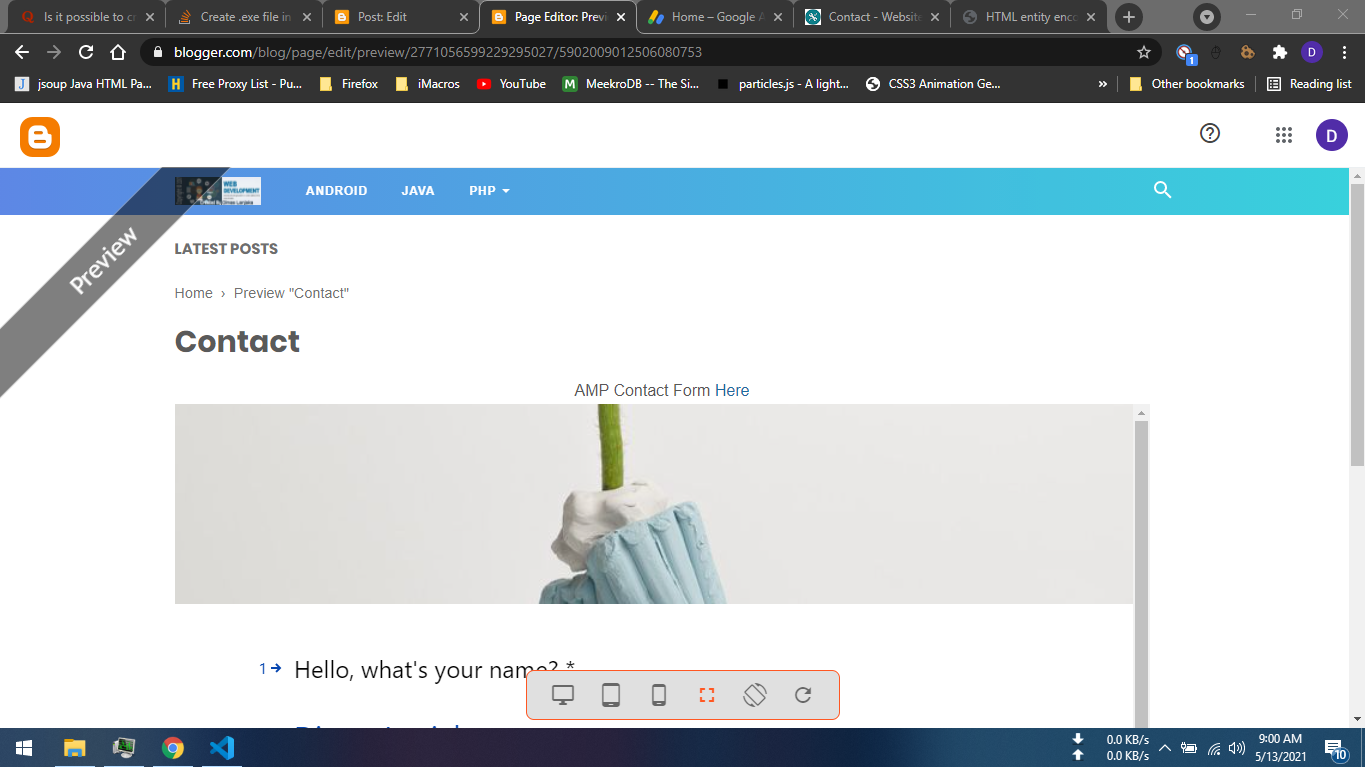 Is it possible to cr
Create .exe file in
Post: Edit
Page Editor: Previ
Home – Google A
Contact - Website
HTML entity enco
blogger.com/blog/page/edit/preview/2771056599229295027/5902009012506080753
1
D
jsoup Java HTML Pa...
Free Proxy List - Pu...
Firefox
iMacros
YouTube
MeekroDB -- The Si...
particles.js - A light...
CSS3 Animation Ge...
»
Other bookmarks
Reading list
D
Preview
WEB
DEVELOPMENT
ANDROID
JAVA
PHP
LATEST POSTS
Home › Preview "Contact"
Contact
AMP Contact Form Here
1
Hello, what's your name? *
0.0 KB/s
0.0 KB/s
9:00 AM
5/13/2021
10